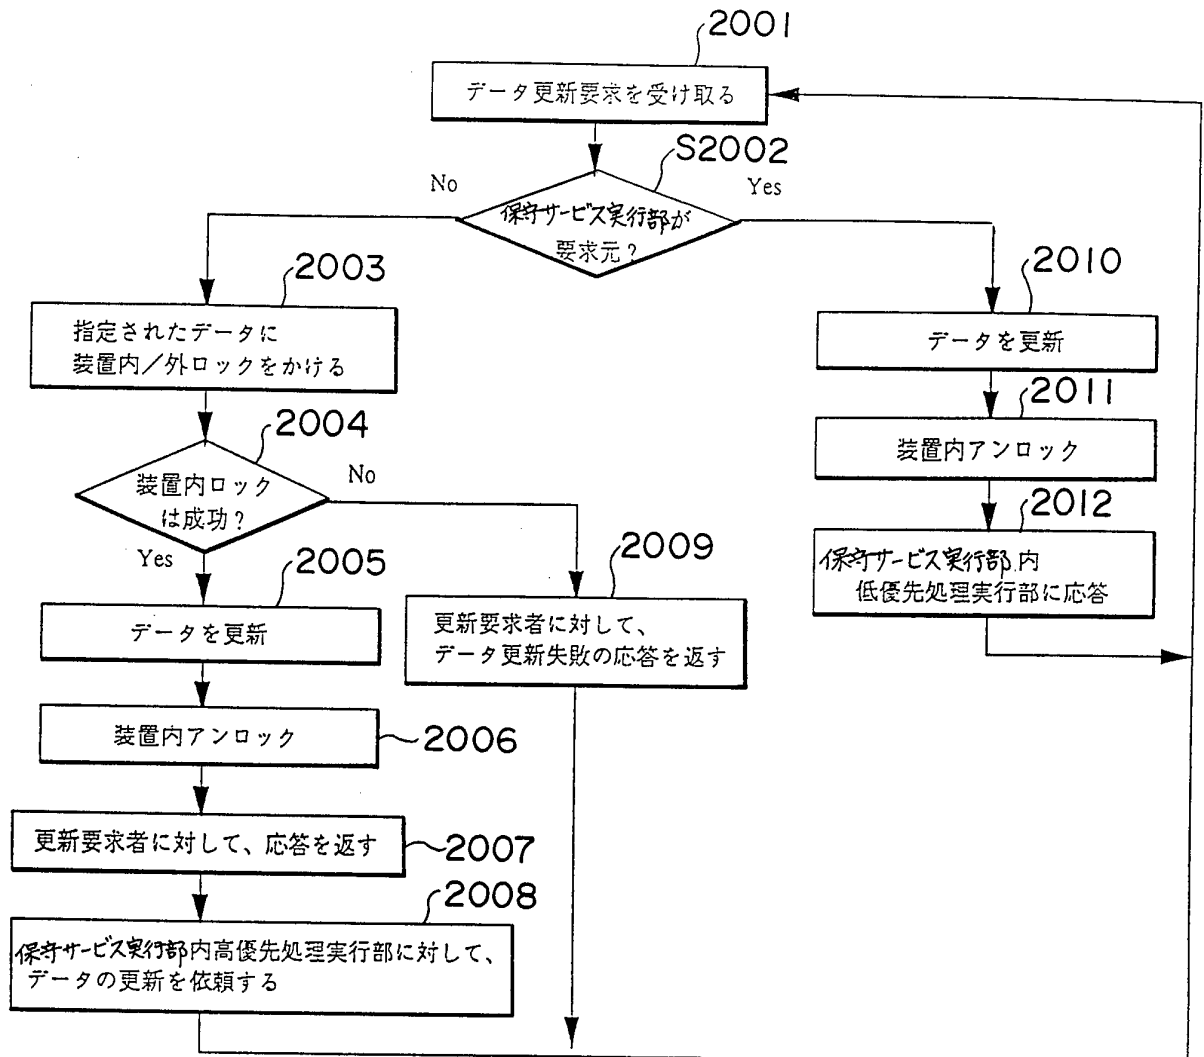 2001
データ更新要求を受け取る
S2002
No
Yes
保守サービス実行部が
要求元?
2003
指定されたデータに
装置内/外ロックをかける
2004
装置内ロック
は成功?
No
Yes
2005
データを更新
装置内アンロック
2006
更新要求者に対して、応答を返す
2007
2008
保守サービス実行部内高優先処理実行部に対して、
データの更新を依頼する
2009
更新要求者に対して、
データ更新失敗の応答を返す
2010
データを更新
2011
装置内アンロック
2012
保守サービス実行部内
低優先処理実行部に応答